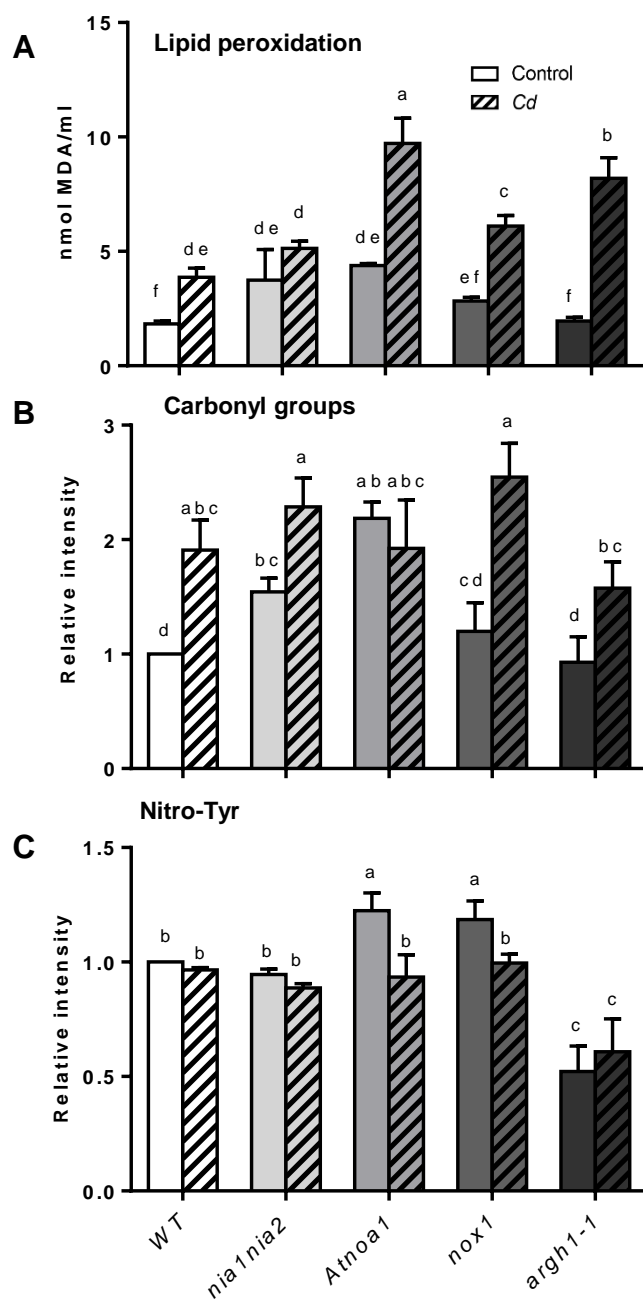 A
Lipid peroxidation
Control
Cd
nmol MDA/ml
15
10
5
0
f
d e
d e
d
d e
a
e f
c
f
b
B
Carbonyl groups
Relative intensity
3
2
1
0
d
a b c
b c
a
a b
a b c
c d
a
d
b c
C
Nitro-Tyr
Relative intensity
1.5
1.0
0.5
0.0
b
b
b
b
a
b
a
b
c
c
WT
nia1nia2
Atnoa1
nox1
argh1-1